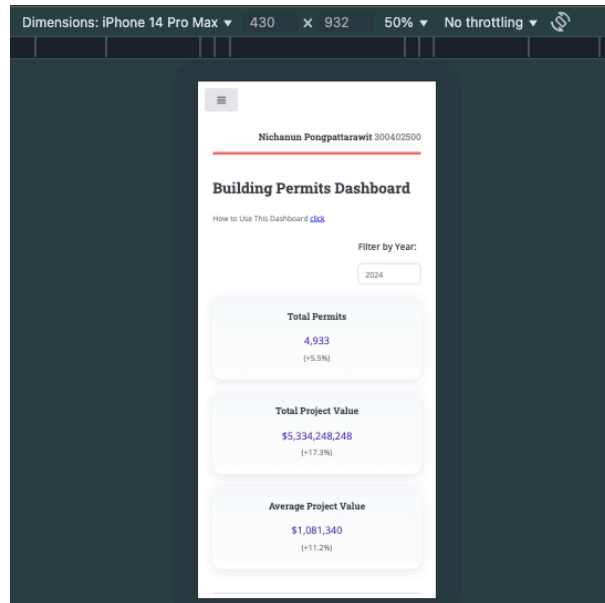 Dimensions: iPhone 14 Pro Max ▼ 430 x 932 50% ▼ No throttling ▼
Nichanun Pongpattarawit 300402500
Building Permits Dashboard
How to Use This Dashboard click
Filter by Year:
2024
Total Permits
4,933
(+5.5%)
Total Project Value
$5,334,248,248
(+17.3%)
Average Project Value
$1,081,340
(+11.2%)